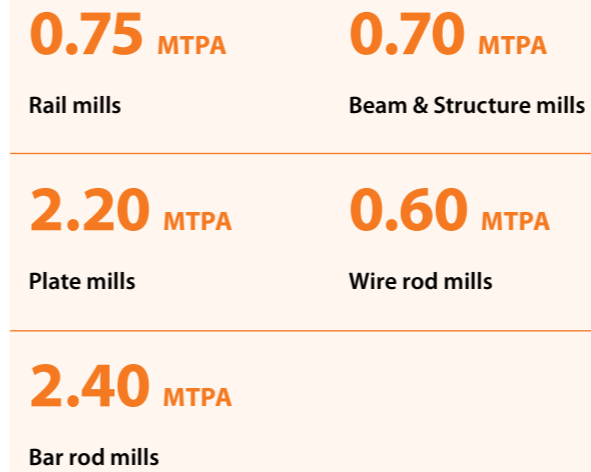 0.75 MTPA
Rail mills
0.70 MTPA
Beam & Structure mills
2.20 MTPA
Plate mills
0.60 MTPA
Wire rod mills
2.40 MTPA
Bar rod mills